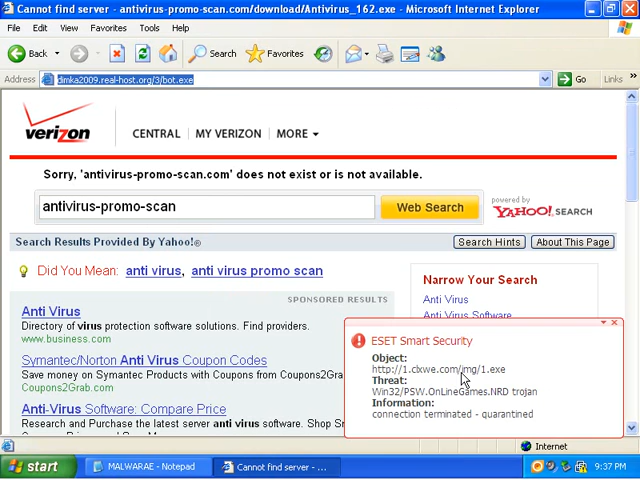 Cannot find server - antivirus-promo-scan.com/download/Antivirus_162.exe - Microsoft Internet Explorer
File Edit View Favorites Tools Help
Back Search Favorites
Address dimka2009.real-host.org/3/bot.exe Go Links »
verizon CENTRAL MY VERIZON MORE
Sorry, 'antivirus-promo-scan.com' does not exist or is not available.
antivirus-promo-scan Web Search powered by YAHOO! SEARCH
Search Results Provided By Yahoo!® Search Hints About This Page
Did You Mean: anti virus, anti virus promo scan
SPONSORED RESULTS
Anti Virus
Directory of virus protection software solutions. Find providers.
www.business.com
Symantec/Norton Anti Virus Coupon Codes
Save money on Symantec Products with Coupons from Coupons2Gra
Coupons2Grab.com
Anti-Virus Software: Compare Price
Research and Purchase the latest server anti virus soft
Narrow Your Search
Anti Virus
Anti Virus Software
ESET Smart Security
Object:
http://1.clxwe.com/img/1.exe
Threat:
Win32/PSW.OnLineGames.NRD trojan
Information:
connection terminated - quarantined
Internet
start MALWARAE - Notepad Cannot find server - ... 9:37 PM